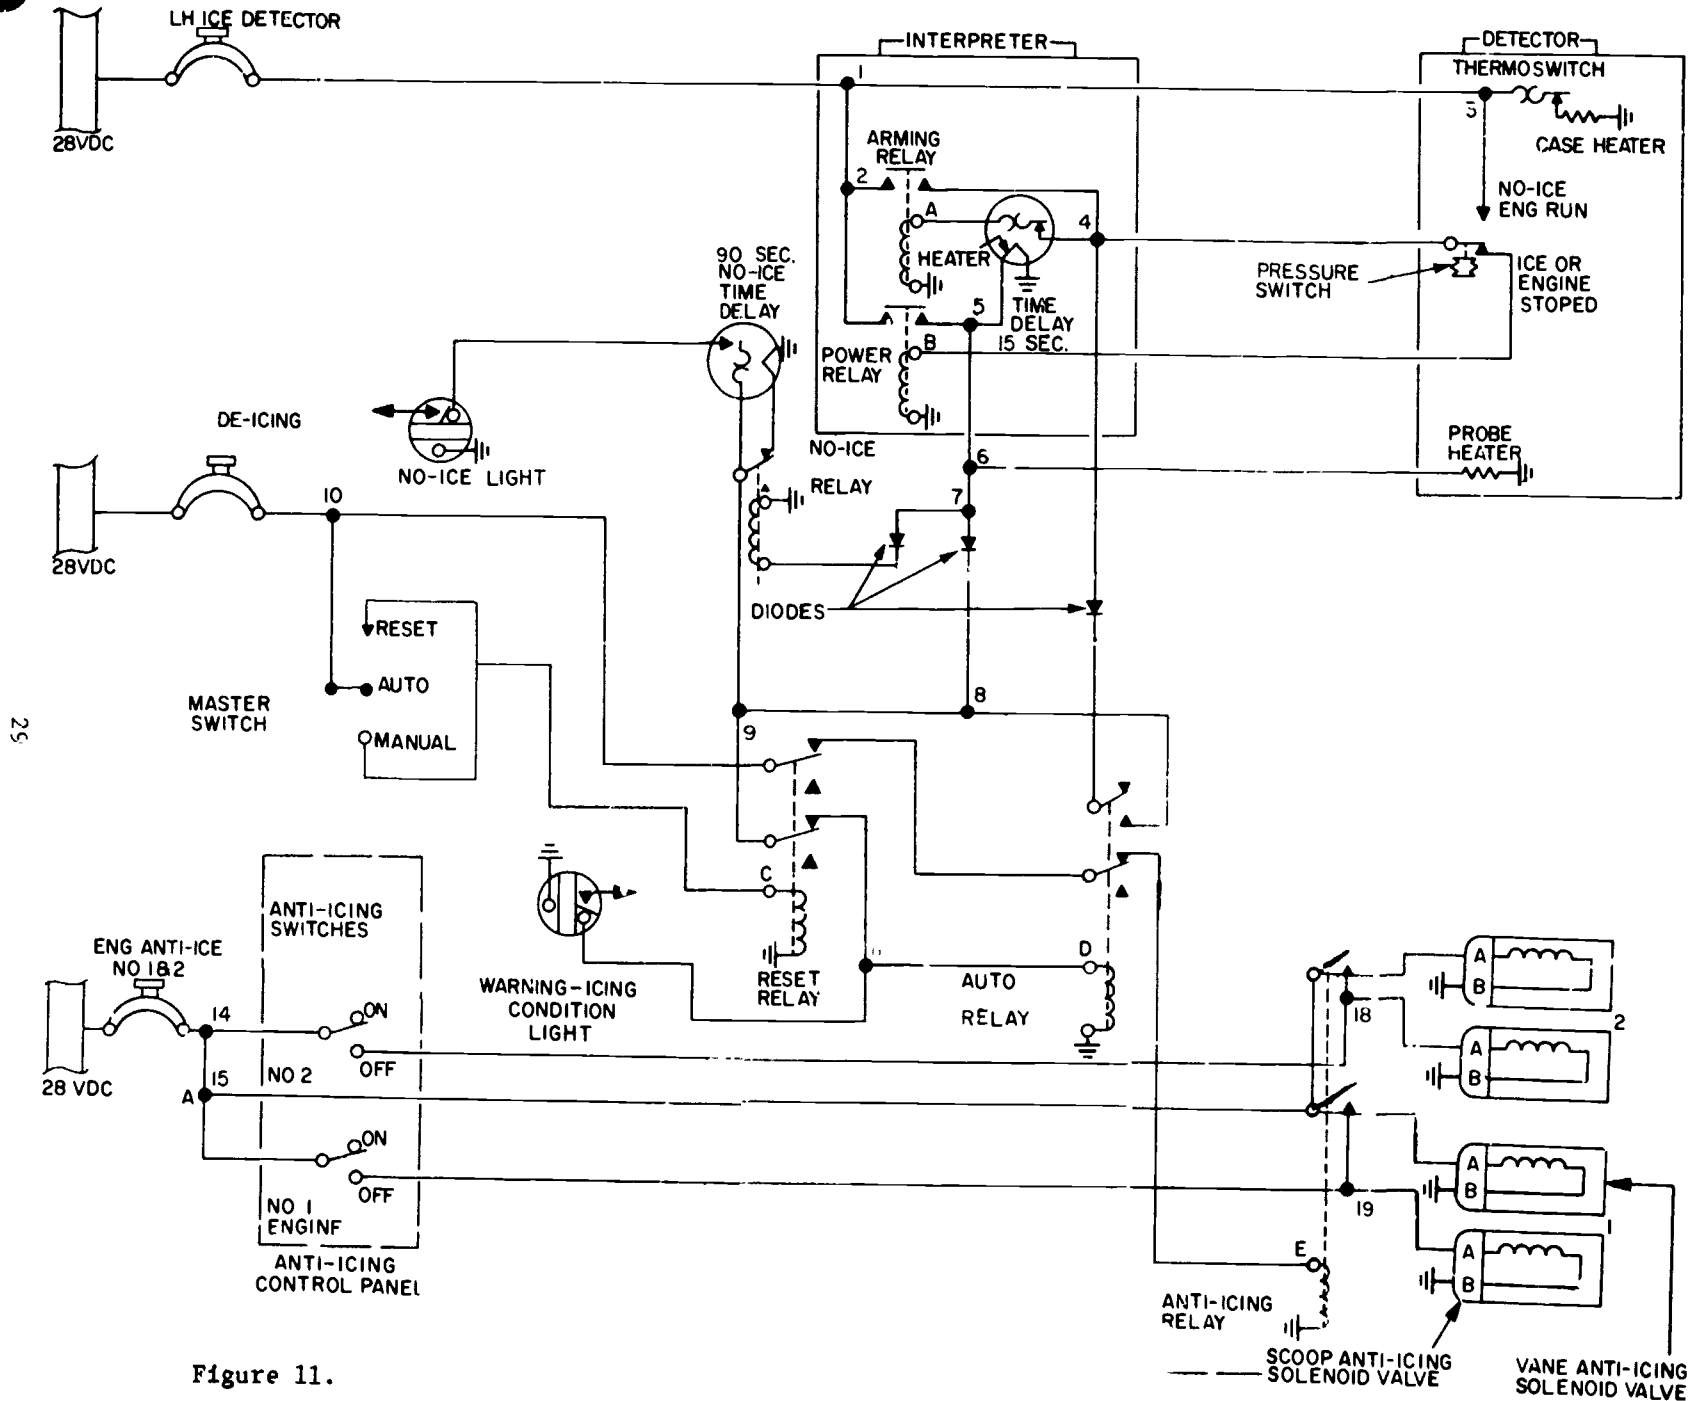 LH ICE DETECTOR
28VDC
INTERPRETER
1
ARMING
RELAY
2
A
HEATER
4
5
TIME
DELAY
15 SEC.
POWER
RELAY
B
DETECTOR
THERMOSWITCH
3
CASE HEATER
NO-ICE
ENG RUN
PRESSURE
SWITCH
ICE OR
ENGINE
STOPED
PROBE
HEATER
90 SEC.
NO-ICE
TIME
DELAY
DE-ICING
NO-ICE LIGHT
NO-ICE
RELAY
6
7
10
28VDC
DIODES
RESET
AUTO
MANUAL
MASTER
SWITCH
8
9
25
C
RESET
RELAY
D
AUTO
RELAY
WARNING-ICING
CONDITION
LIGHT
ANTI-ICING
SWITCHES
ENG ANTI-ICE
NO 1&2
14
ON
OFF
NO 2
28 VDC
A
15
ON
OFF
NO 1
ENGINF
ANTI-ICING
CONTROL PANEL
18
A
B
2
A
B
19
A
B
1
A
B
E
ANTI-ICING
RELAY
SCOOP ANTI-ICING
SOLENOID VALVE
VANE ANTI-ICING
SOLENOID VALVE
Figure 11.